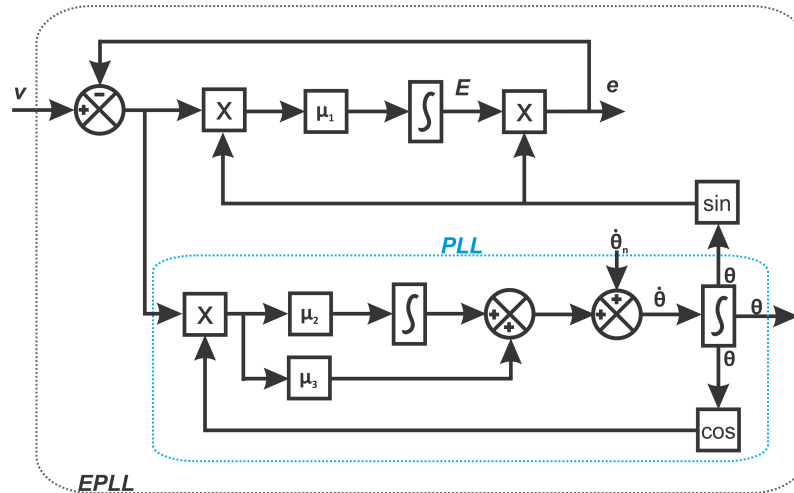 v
+
-
X
μ₁
∫
E
X
e
sin
PLL
θ̇ₙ
θ
X
μ₂
∫
+
+
+
+
θ̇
∫
θ
θ
μ₃
cos
EPLL